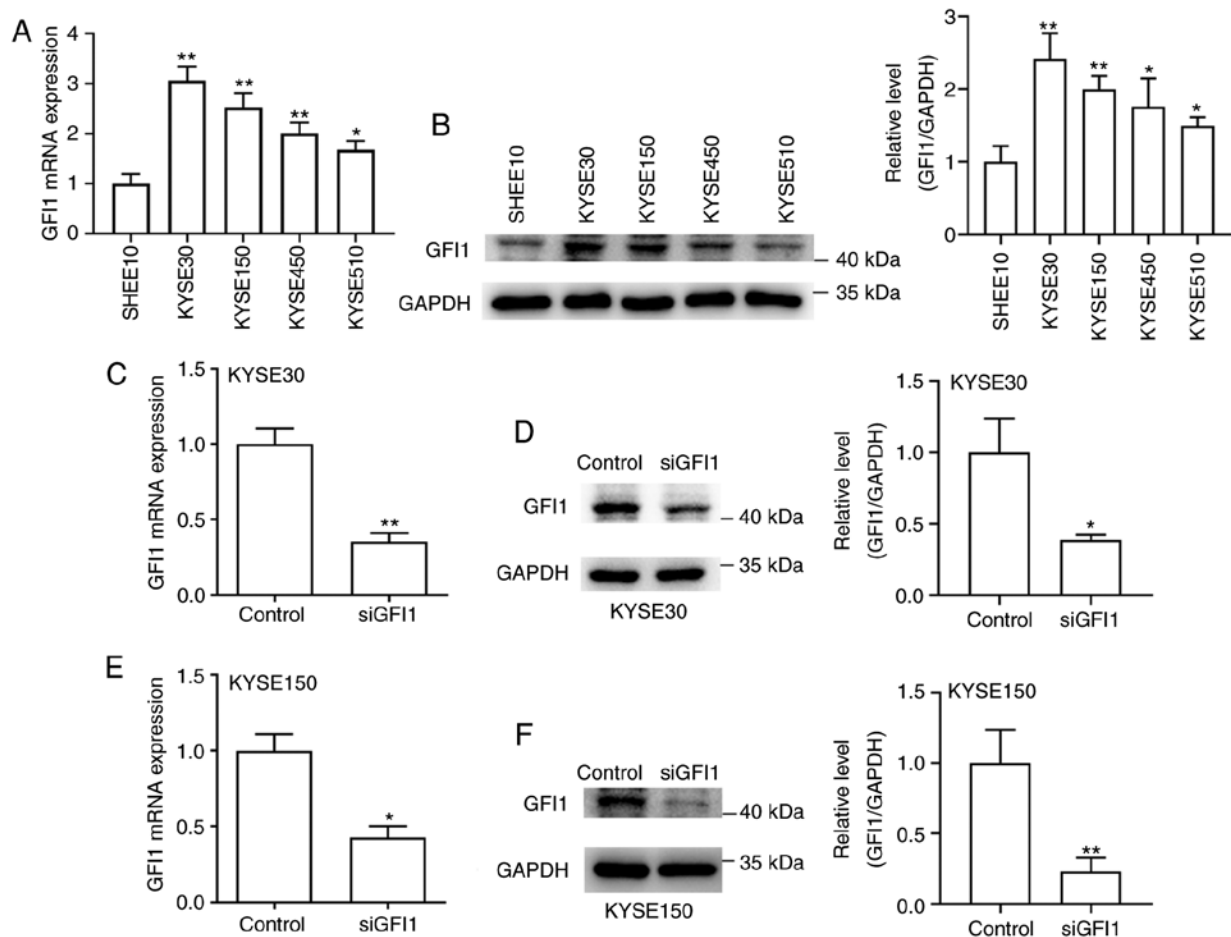 A
GFI1 mRNA expression
4
3
2
1
0
**
**
**
*
SHEE10
KYSE30
KYSE150
KYSE450
KYSE510
B
SHEE10
KYSE30
KYSE150
KYSE450
KYSE510
GFI1
40 kDa
GAPDH
35 kDa
Relative level
(GFI1/GAPDH)
3
2
1
0
**
**
*
*
SHEE10
KYSE30
KYSE150
KYSE450
KYSE510
C
KYSE30
GFI1 mRNA expression
1.5
1.0
0.5
0.0
**
Control siGFI1
D
Control siGFI1
GFI1
40 kDa
GAPDH
35 kDa
KYSE30
KYSE30
Relative level
(GFI1/GAPDH)
1.5
1.0
0.5
0.0
*
Control siGFI1
E
KYSE150
GFI1 mRNA expression
1.5
1.0
0.5
0.0
*
Control siGFI1
F
Control siGFI1
GFI1
40 kDa
GAPDH
35 kDa
KYSE150
KYSE150
Relative level
(GFI1/GAPDH)
1.5
1.0
0.5
0.0
**
Control siGFI1